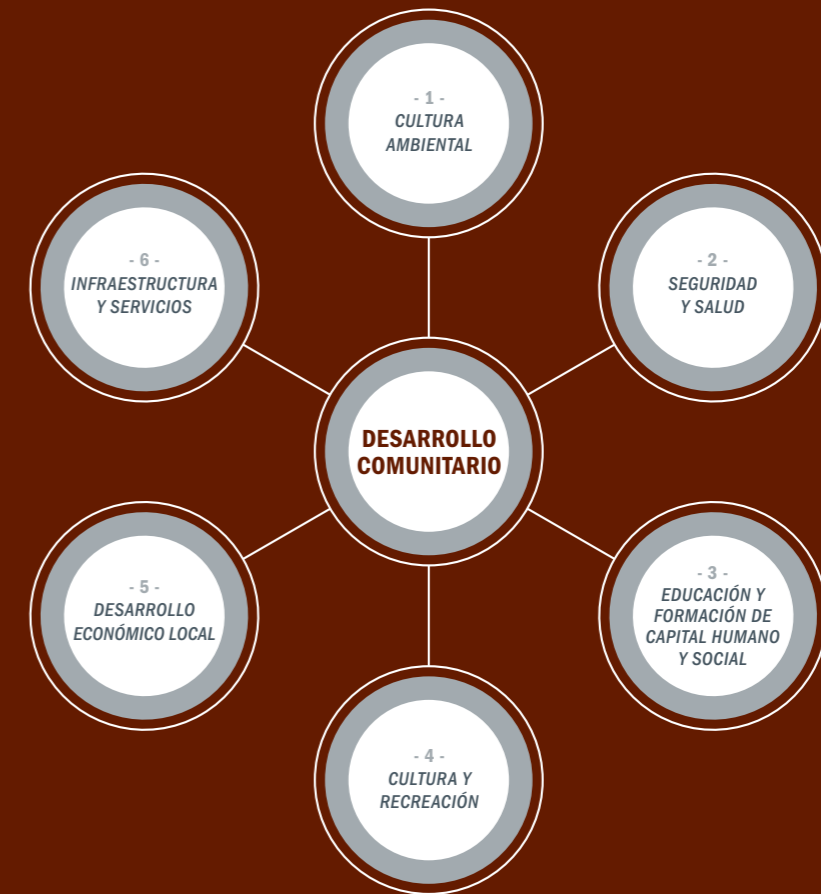 - 1 -
CULTURA
AMBIENTAL
- 2 -
SEGURIDAD
Y SALUD
- 3 -
EDUCACIÓN Y
FORMACIÓN DE
CAPITAL HUMANO
Y SOCIAL
- 4 -
CULTURA Y
RECREACIÓN
- 5 -
DESARROLLO
ECONÓMICO LOCAL
- 6 -
INFRAESTRUCTURA
Y SERVICIOS
DESARROLLO
COMUNITARIO